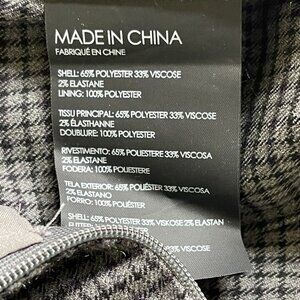 MADE IN CHINA
FABRIQUÉ EN CHINE
SHELL: 65% POLYESTER 33% VISCOSE
2% ELASTANE
LINING: 100% POLYESTER
TISSU PRINCIPAL: 65% POLYESTER 33% VISCOSE
2% ÉLASTHANNE
DOUBLURE: 100% POLYESTER
RIVESTIMENTO: 65% POLIESTERE 33% VISCOSA
2% ELASTANE
FODERA: 100% POLIESTERE
TELA EXTERIOR: 65% POLIÉSTER 33% VISCOSA
2% ELASTANO
FORRO: 100% POLIÉSTER
SHELL: 65% POLYESTER 33% VISKOSE 2% ELASTAN